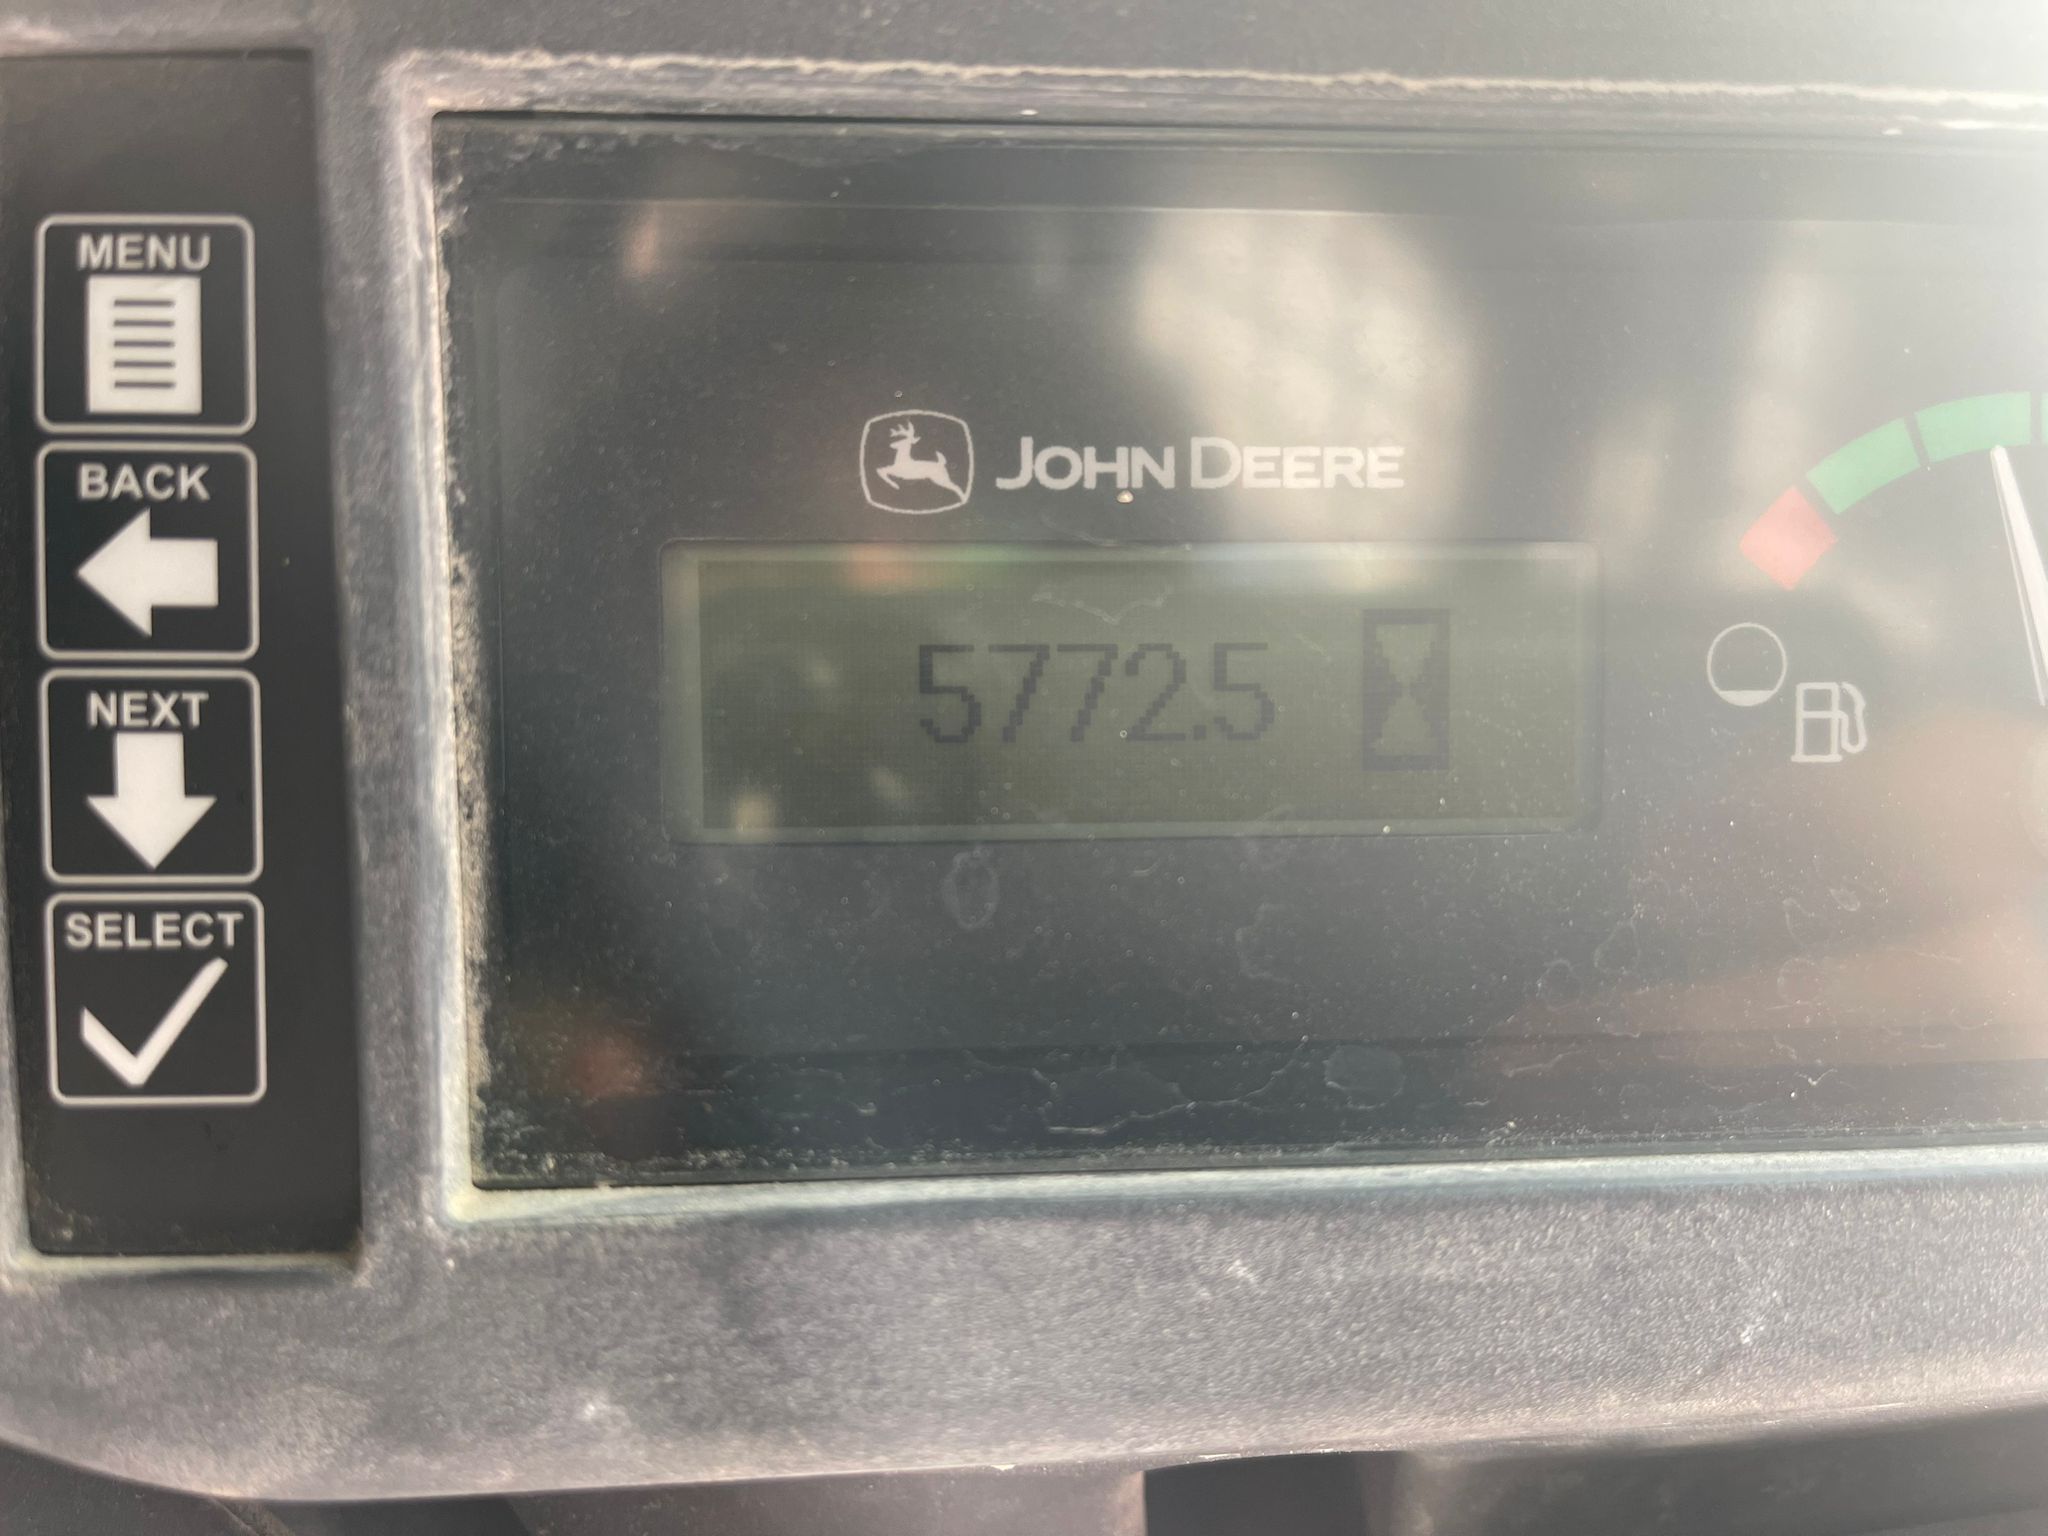 MENU
BACK
NEXT
SELECT
JOHN DEERE
5772.5